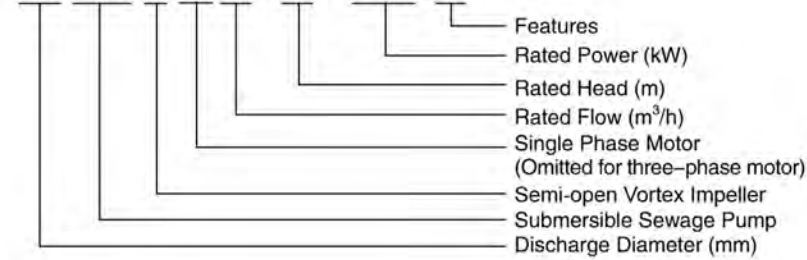 Features
Rated Power (kW)
Rated Head (m)
Rated Flow (m³/h)
Single Phase Motor
(Omitted for three–phase motor)
Semi-open Vortex Impeller
Submersible Sewage Pump
Discharge Diameter (mm)